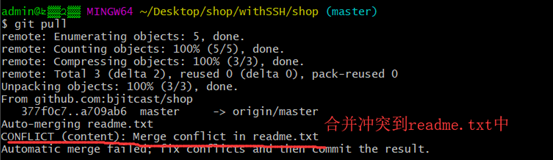 MINGW64 ~/Desktop/shop/withSSH/shop (master)
$ git pull
remote: Enumerating objects: 5, done.
remote: Counting objects: 100% (5/5), done.
remote: Compressing objects: 100% (3/3), done.
remote: Total 3 (delta 2), reused 0 (delta 0), pack-reused 0
Unpacking objects: 100% (3/3), done.
From github.com:bjitcast/shop
377f0c7..a709ab6 master -> origin/master
Auto-merging readme.txt
合并冲突到readme.txt中
CONFLICT (content): Merge conflict in readme.txt
Automatic merge failed; fix conflicts and then commit the result.